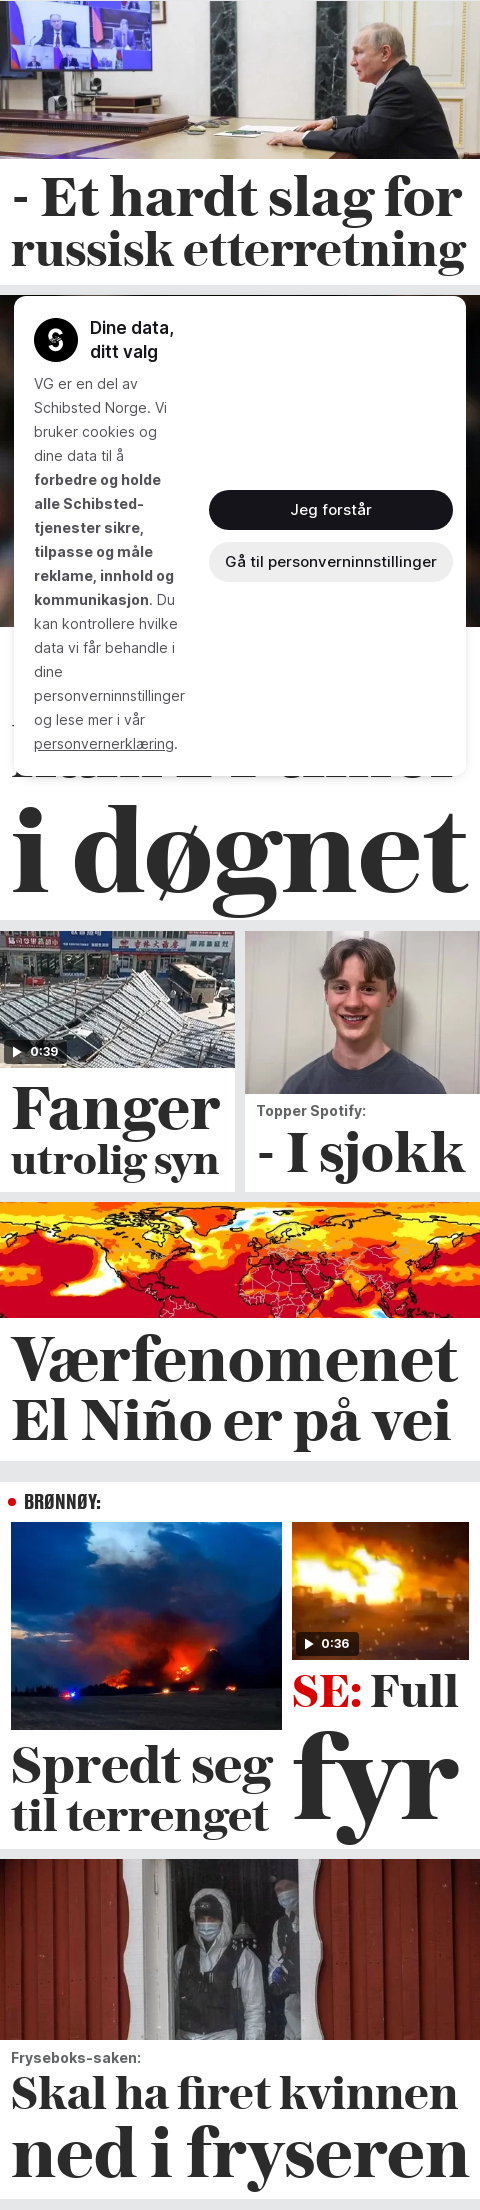 - Et hardt slag for
russisk etterretning
Dine data,
ditt valg
VG er en del av
Schibsted Norge. Vi
bruker cookies og
dine data til å
forbedre og holde
alle Schibsted-
tjenester sikre,
tilpasse og måle
reklame, innhold og
kommunikasjon. Du
kan kontrollere hvilke
data vi får behandle i
dine
personverninnstillinger
og lese mer i vår
personvernerklæring.
Jeg forstår
Gå til personverninnstillinger
i døgnet
0:39
Fanger
utrolig syn
Topper Spotify:
- I sjokk
Værfenomenet
El Niño er på vei
BRØNNØY:
Spredt seg
til terrenget
0:36
SE: Full
fyr
Fryseboks-saken:
Skal ha firet kvinnen
ned i fryseren